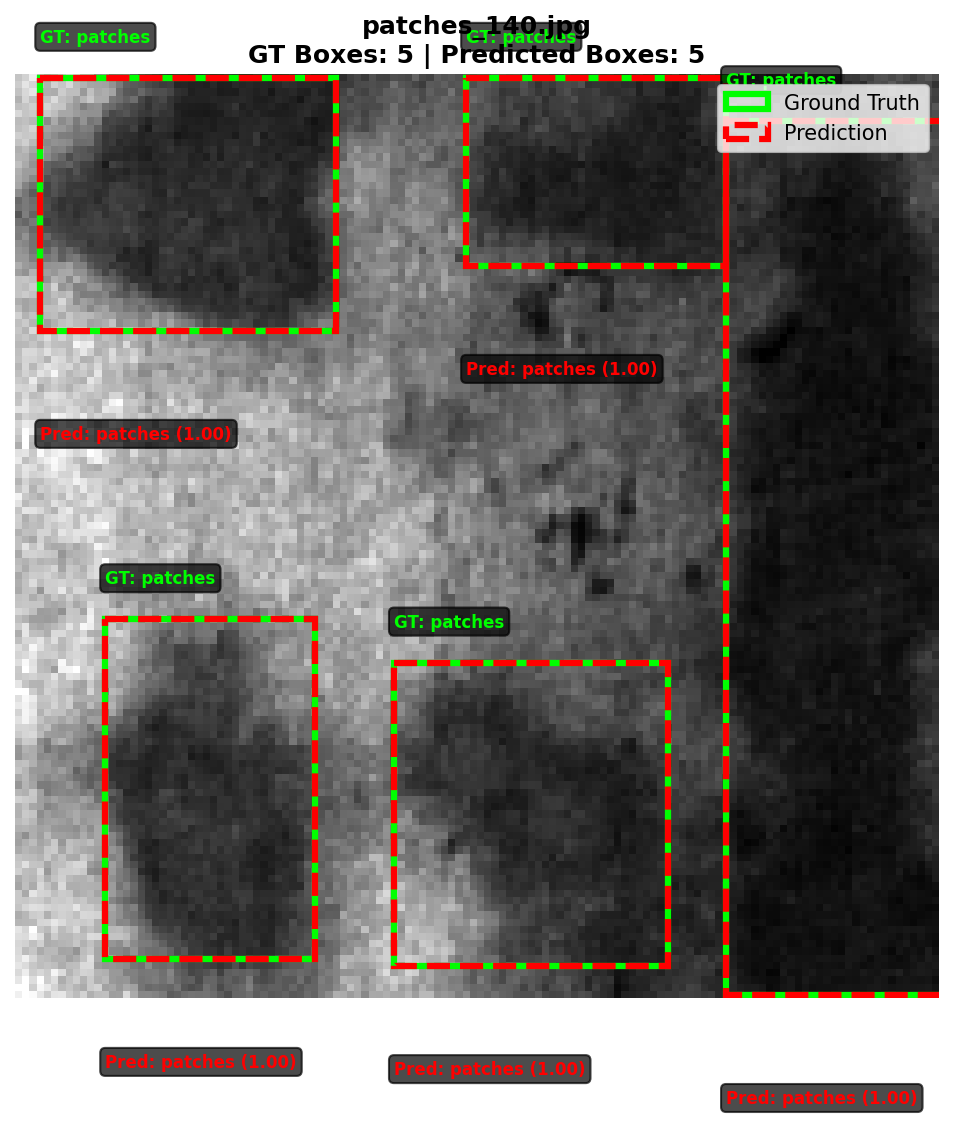 patches_140.jpg
GT Boxes: 5 | Predicted Boxes: 5
GT: patches
GT: patches
GT: patches
Ground Truth
Prediction
Pred: patches (1.00)
Pred: patches (1.00)
GT: patches
GT: patches
Pred: patches (1.00)
Pred: patches (1.00)
Pred: patches (1.00)